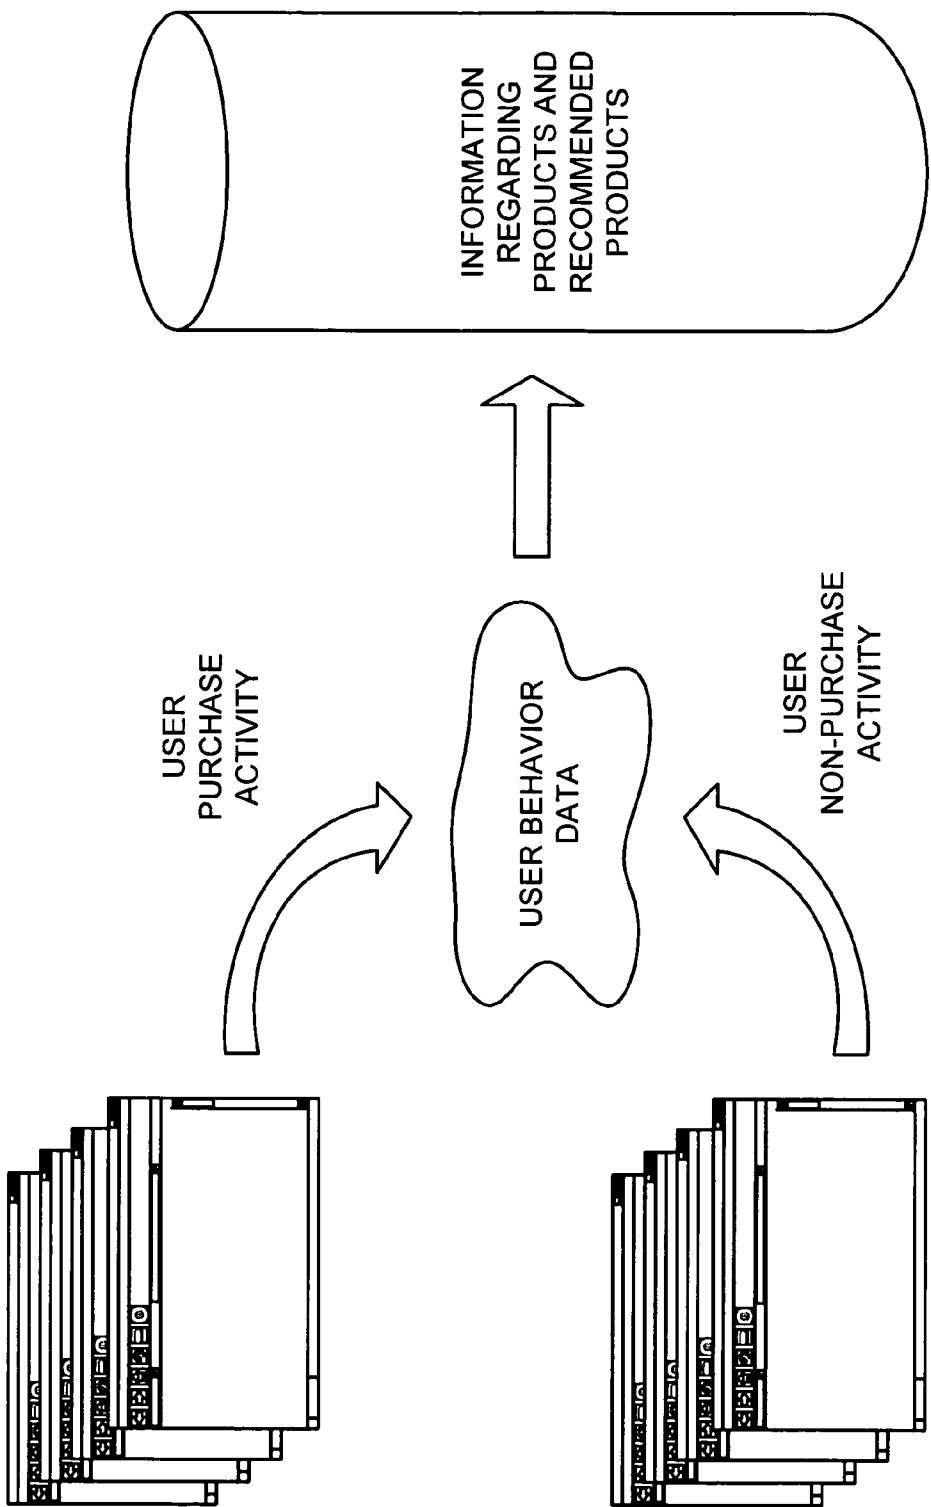 USER
PURCHASE
ACTIVITY
USER BEHAVIOR
DATA
USER
NON-PURCHASE
ACTIVITY
INFORMATION
REGARDING
PRODUCTS AND
RECOMMENDED
PRODUCTS